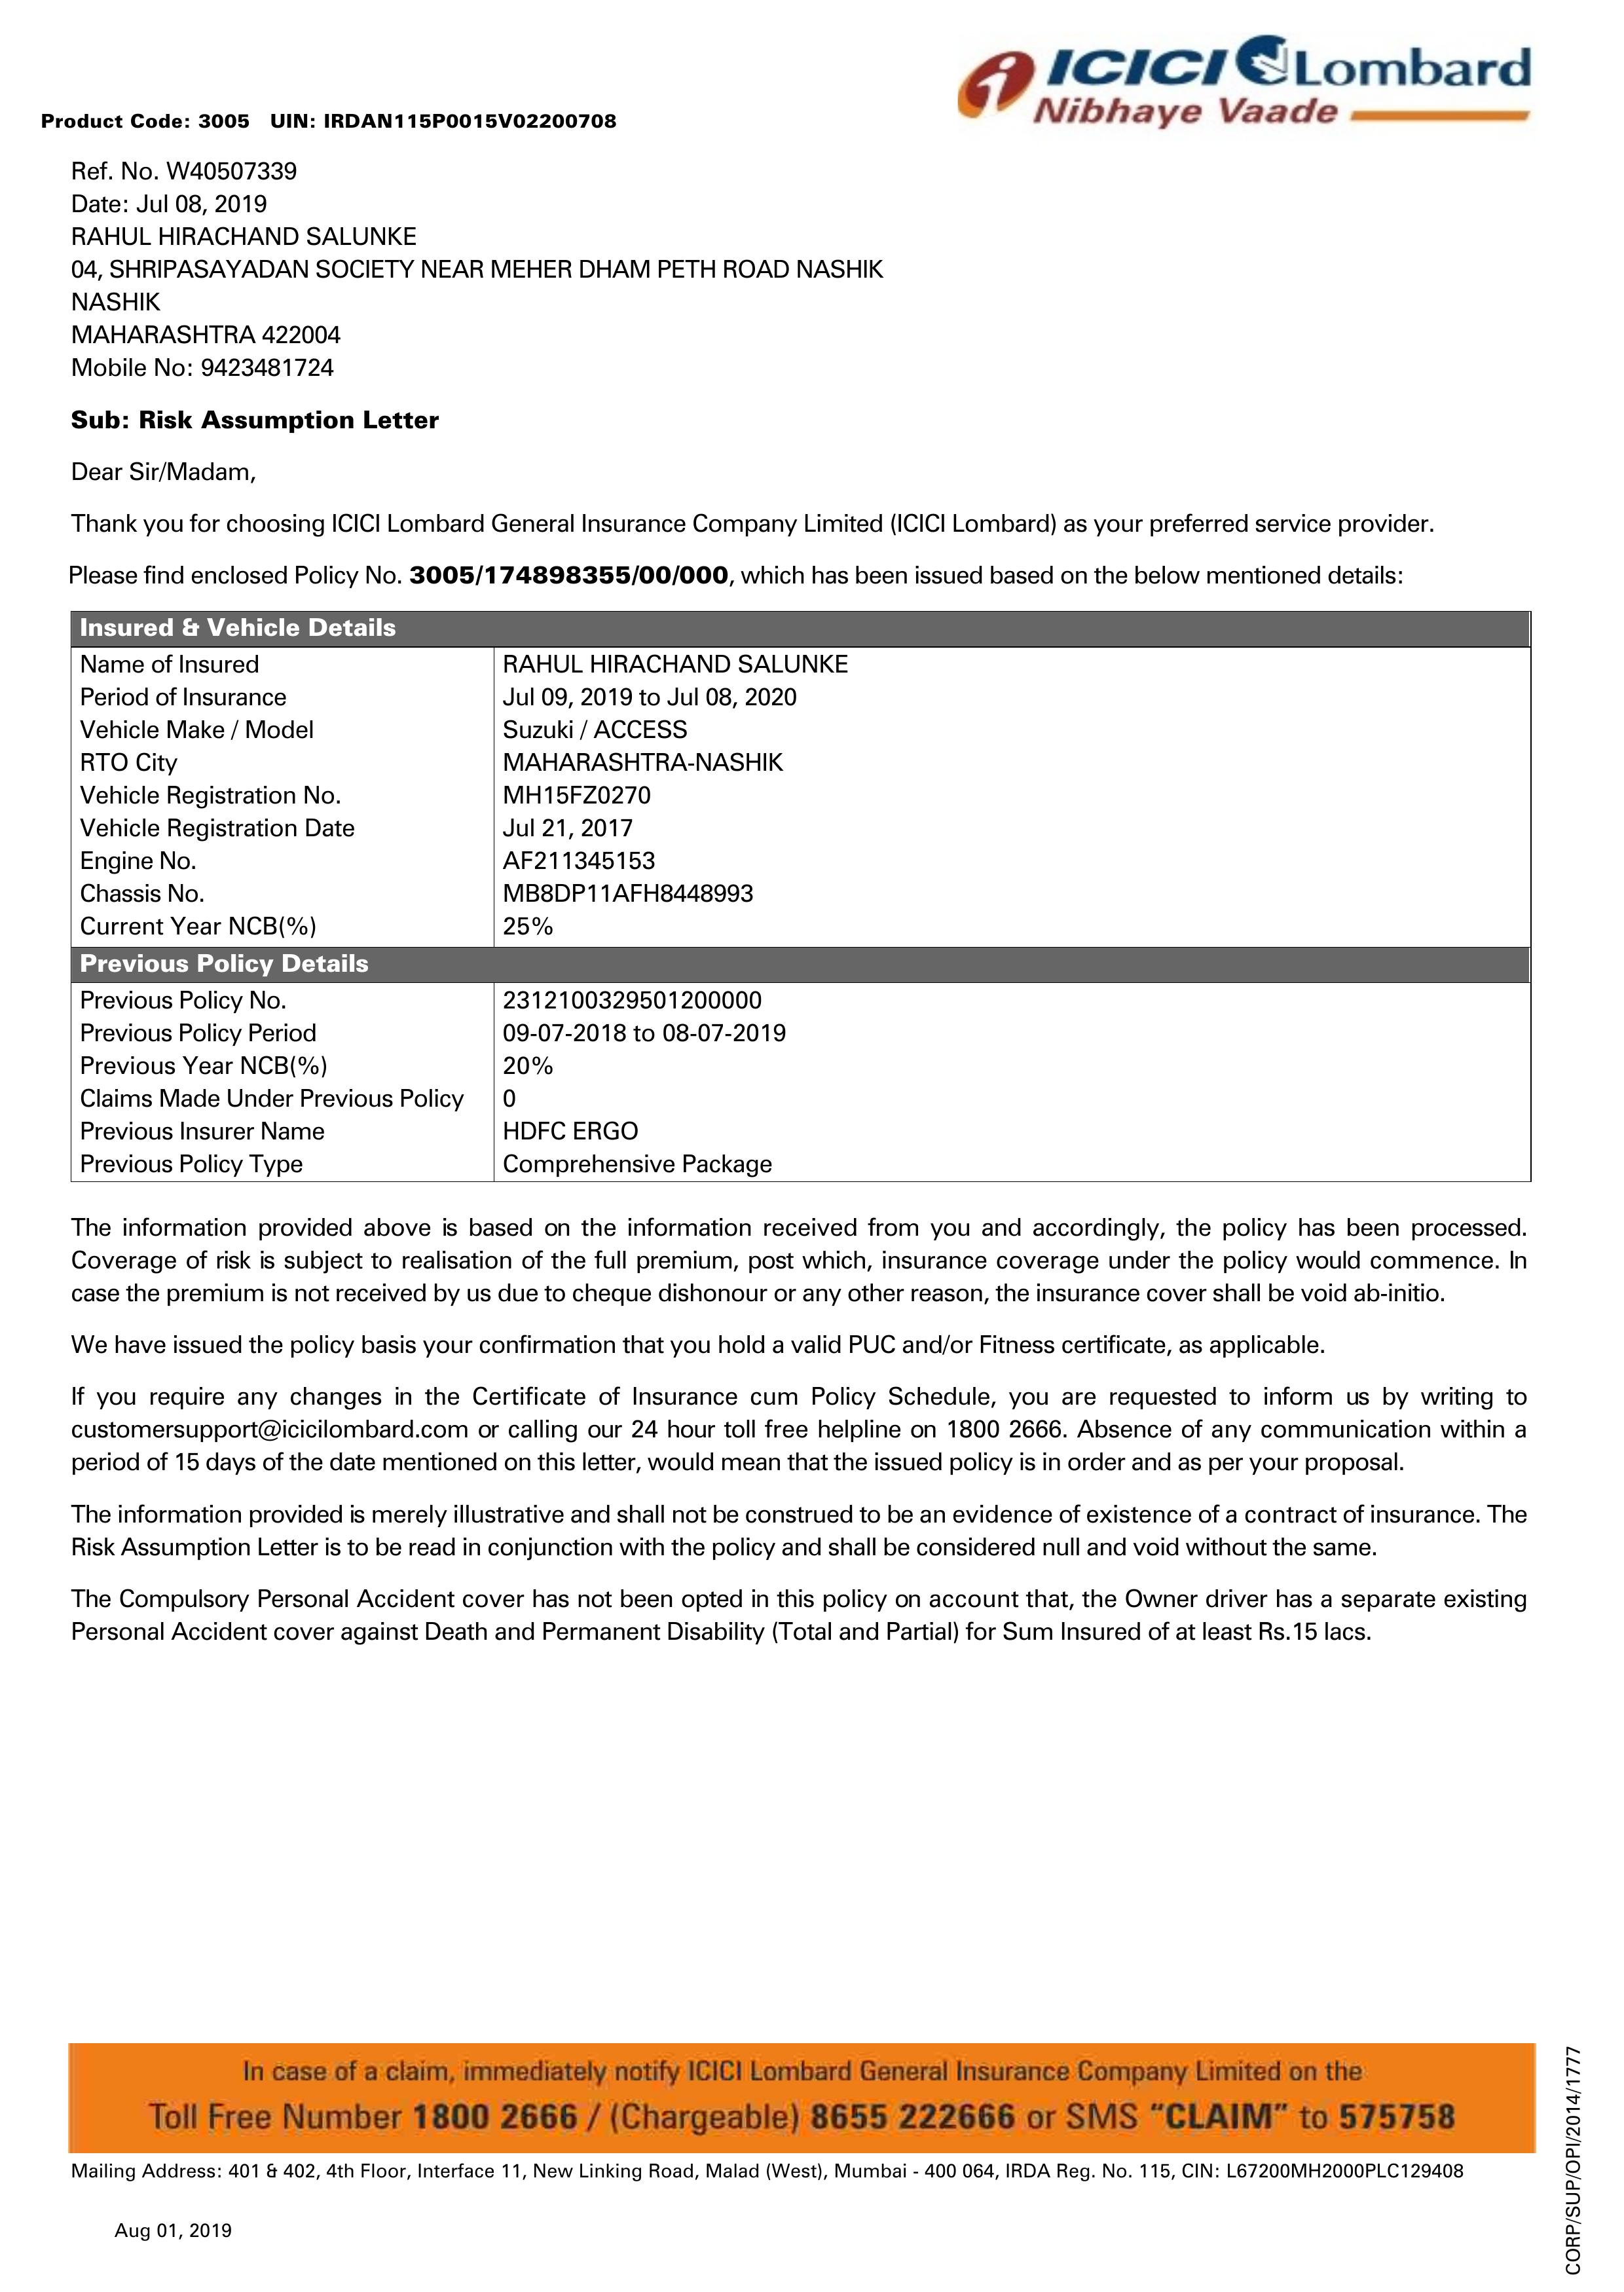 ICICI Lombard
Nibhaye Vaade
Product Code: 3005 UIN: IRDAN115P0015V02200708
Ref. No. W40507339
Date: Jul 08, 2019
RAHUL HIRACHAND SALUNKE
04, SHRIPASAYADAN SOCIETY NEAR MEHER DHAM PETH ROAD NASHIK
NASHIK
MAHARASHTRA 422004
Mobile No: 9423481724
Sub: Risk Assumption Letter
Dear Sir/Madam,
Thank you for choosing ICICI Lombard General Insurance Company Limited (ICICI Lombard) as your preferred service provider.
Please find enclosed Policy No. 3005/174898355/00/000, which has been issued based on the below mentioned details:
Insured & Vehicle Details
Name of Insured RAHUL HIRACHAND SALUNKE
Period of Insurance Jul 09, 2019 to Jul 08, 2020
Vehicle Make / Model Suzuki / ACCESS
RTO City MAHARASHTRA-NASHIK
Vehicle Registration No. MH15FZ0270
Vehicle Registration Date Jul 21, 2017
Engine No. AF211345153
Chassis No. MB8DP11AFH8448993
Current Year NCB(%) 25%
Previous Policy Details
Previous Policy No. 2312100329501200000
Previous Policy Period 09-07-2018 to 08-07-2019
Previous Year NCB(%) 20%
Claims Made Under Previous Policy 0
Previous Insurer Name HDFC ERGO
Previous Policy Type Comprehensive Package
The information provided above is based on the information received from you and accordingly, the policy has been processed.
Coverage of risk is subject to realisation of the full premium, post which, insurance coverage under the policy would commence. In
case the premium is not received by us due to cheque dishonour or any other reason, the insurance cover shall be void ab-initio.
We have issued the policy basis your confirmation that you hold a valid PUC and/or Fitness certificate, as applicable.
If you require any changes in the Certificate of Insurance cum Policy Schedule, you are requested to inform us by writing to
customersupport@icicilombard.com or calling our 24 hour toll free helpline on 1800 2666. Absence of any communication within a
period of 15 days of the date mentioned on this letter, would mean that the issued policy is in order and as per your proposal.
The information provided is merely illustrative and shall not be construed to be an evidence of existence of a contract of insurance. The
Risk Assumption Letter is to be read in conjunction with the policy and shall be considered null and void without the same.
The Compulsory Personal Accident cover has not been opted in this policy on account that, the Owner driver has a separate existing
Personal Accident cover against Death and Permanent Disability (Total and Partial) for Sum Insured of at least Rs.15 lacs.
In case of a claim, immediately notify ICICI Lombard General Insurance Company Limited on the
Toll Free Number 1800 2666 / (Chargeable) 8655 222666 or SMS “CLAIM” to 575758
Mailing Address: 401 & 402, 4th Floor, Interface 11, New Linking Road, Malad (West), Mumbai - 400 064, IRDA Reg. No. 115, CIN: L67200MH2000PLC129408
Aug 01, 2019
CORP/SUP/OPI/2014/1777